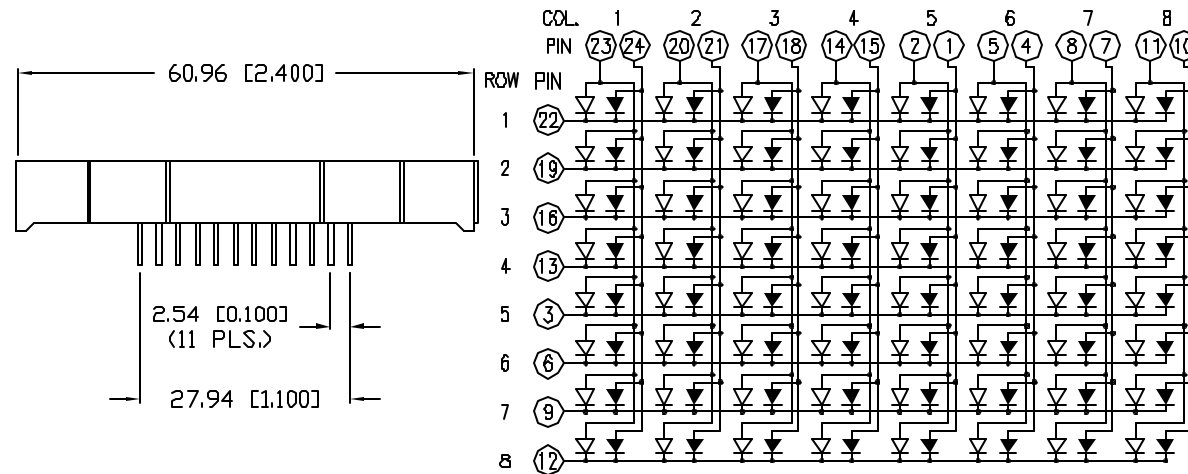 COL. 1 2 3 4 5 6 7 8
PIN 23 24 20 21 17 18 14 15 2 1 5 4 8 7 11 10
60.96 [2.400]
ROW PIN
1 22
2 19
3 16
4 13
5 3
6 6
7 9
8 12
2.54 [0.100]
(11 PLS.)
27.94 [1.100]